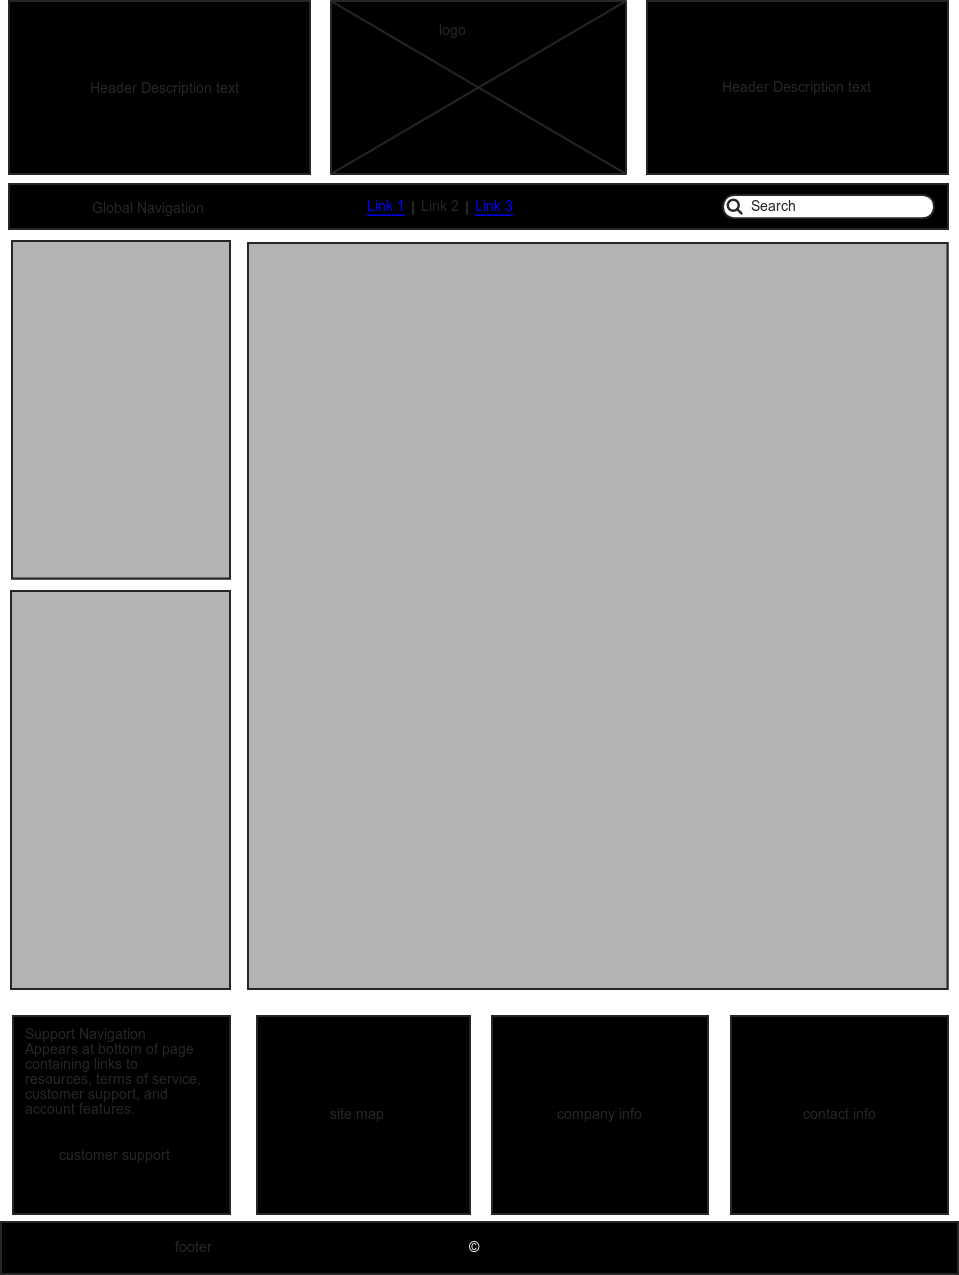 Header Description text
logo
Header Description text
Global Navigation
Link 1 | Link 2 | Link 3
Search
Support Navigation
Appears at bottom of page
containing links to
resources, terms of service,
customer support, and
account features.
customer support
site map
company info
contact info
footer
©